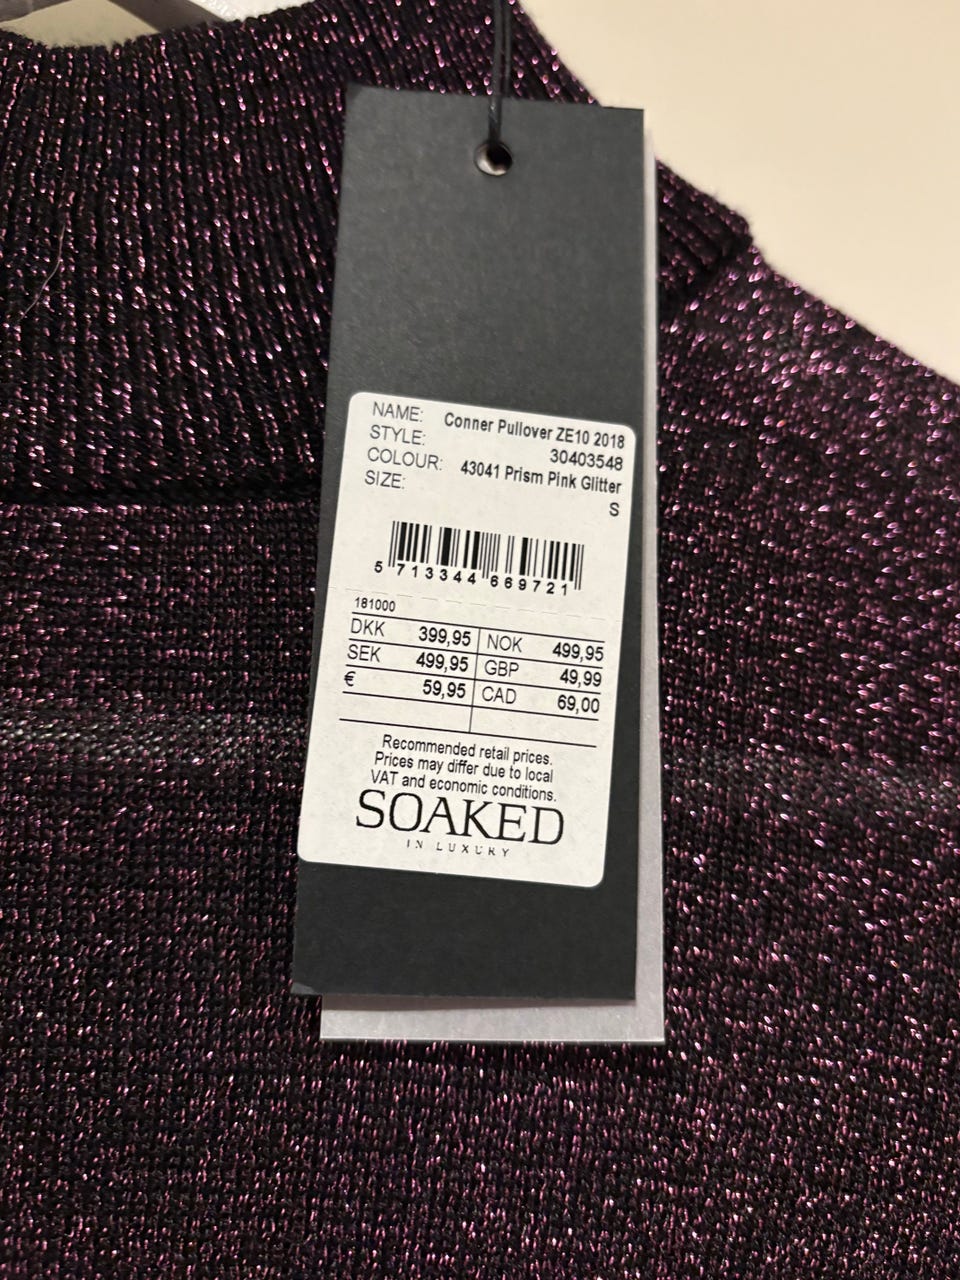 NAME: Conner Pullover ZE10 2018
STYLE: 30403548
COLOUR: 43041 Prism Pink Glitter
SIZE: S
5 713344 669721
181000
DKK 399,95 NOK 499,95
SEK 499,95 GBP 49,99
€ 59,95 CAD 69,00
Recommended retail prices.
Prices may differ due to local
VAT and economic conditions.
SOAKED
IN LUXURY